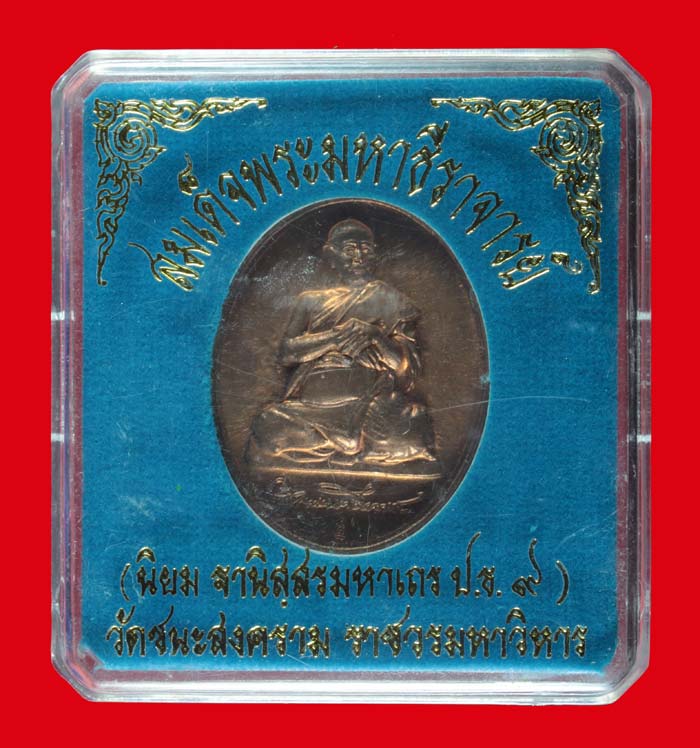 สมเด็จพระมหาธีราจารย์
(นิยม ฐานิสฺสรมหาเถร ป.ธ. ๙)
วัดชนะสงคราม ราชวรมหาวิหาร